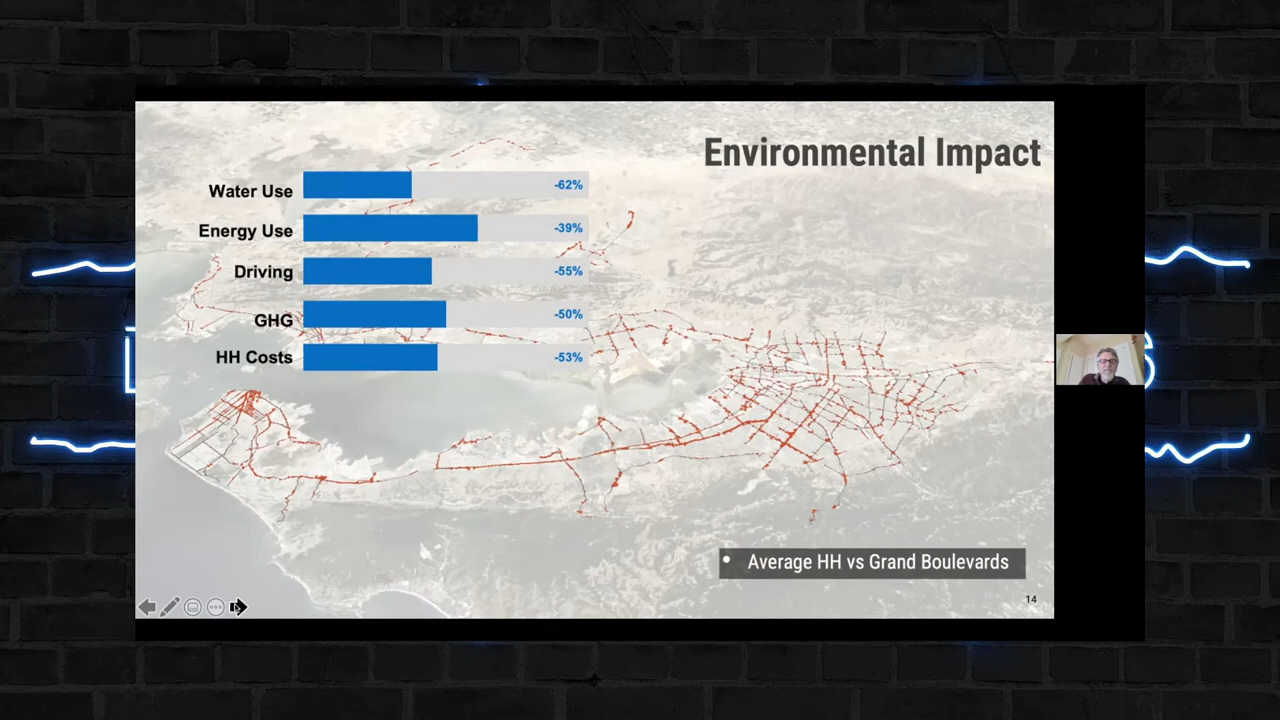 Environmental Impact
Water Use -62%
Energy Use -39%
Driving -55%
GHG -50%
HH Costs -53%
• Average HH vs Grand Boulevards
14